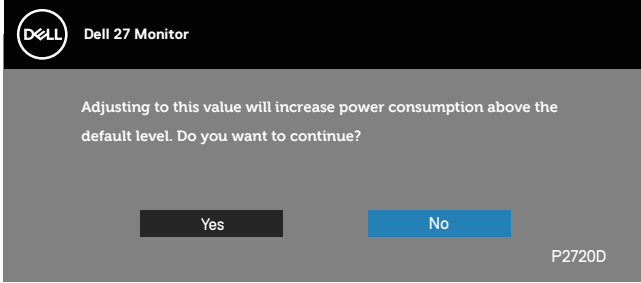 DELL Dell 27 Monitor
Adjusting to this value will increase power consumption above the
default level. Do you want to continue?
Yes No
P2720D